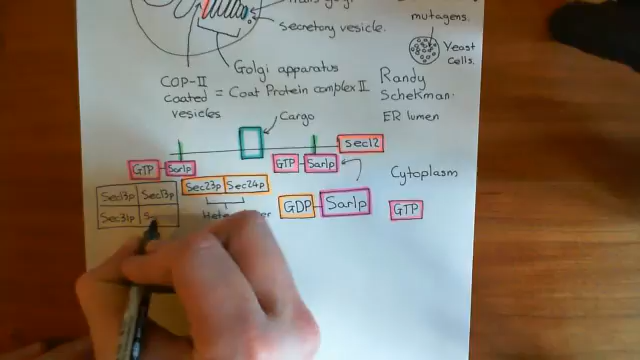 secretory vesicle.
mutagens.
Yeast
Cells.
Golgi apparatus
COP-II
coated
vesicles
= Coat Protein complex II
Randy
Schekman.
ER lumen
Cargo
Sec12
GTP
Sar1p
GTP
Sar1p
Cytoplasm
Sec23p
Sec24p
Sec13p
Sec13p
Sec31p
GDP
Sar1p
GTP